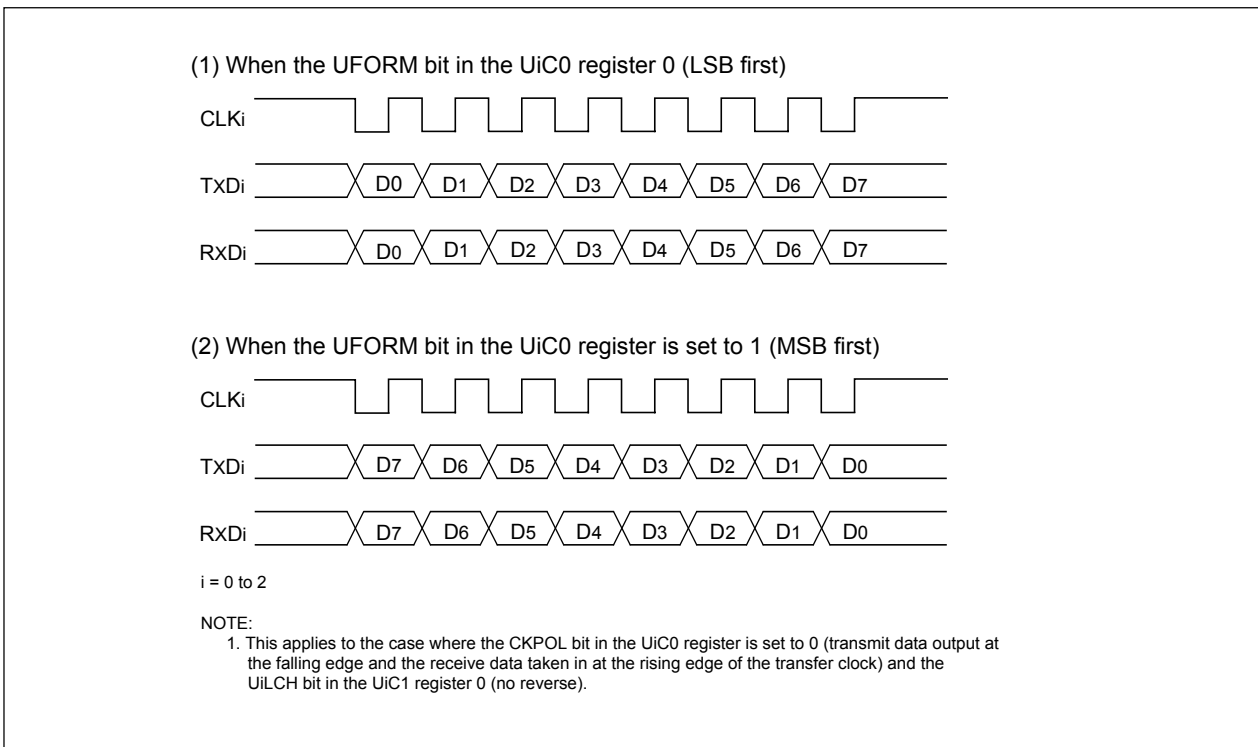 (1) When the UFORM bit in the UiC0 register 0 (LSB first)
CLKi
TXDi D0 D1 D2 D3 D4 D5 D6 D7
RXDi D0 D1 D2 D3 D4 D5 D6 D7
(2) When the UFORM bit in the UiC0 register is set to 1 (MSB first)
CLKi
TXDi D7 D6 D5 D4 D3 D2 D1 D0
RXDi D7 D6 D5 D4 D3 D2 D1 D0
i = 0 to 2
NOTE:
1. This applies to the case where the CKPOL bit in the UiC0 register is set to 0 (transmit data output at
the falling edge and the receive data taken in at the rising edge of the transfer clock) and the
UiLCH bit in the UiC1 register 0 (no reverse).